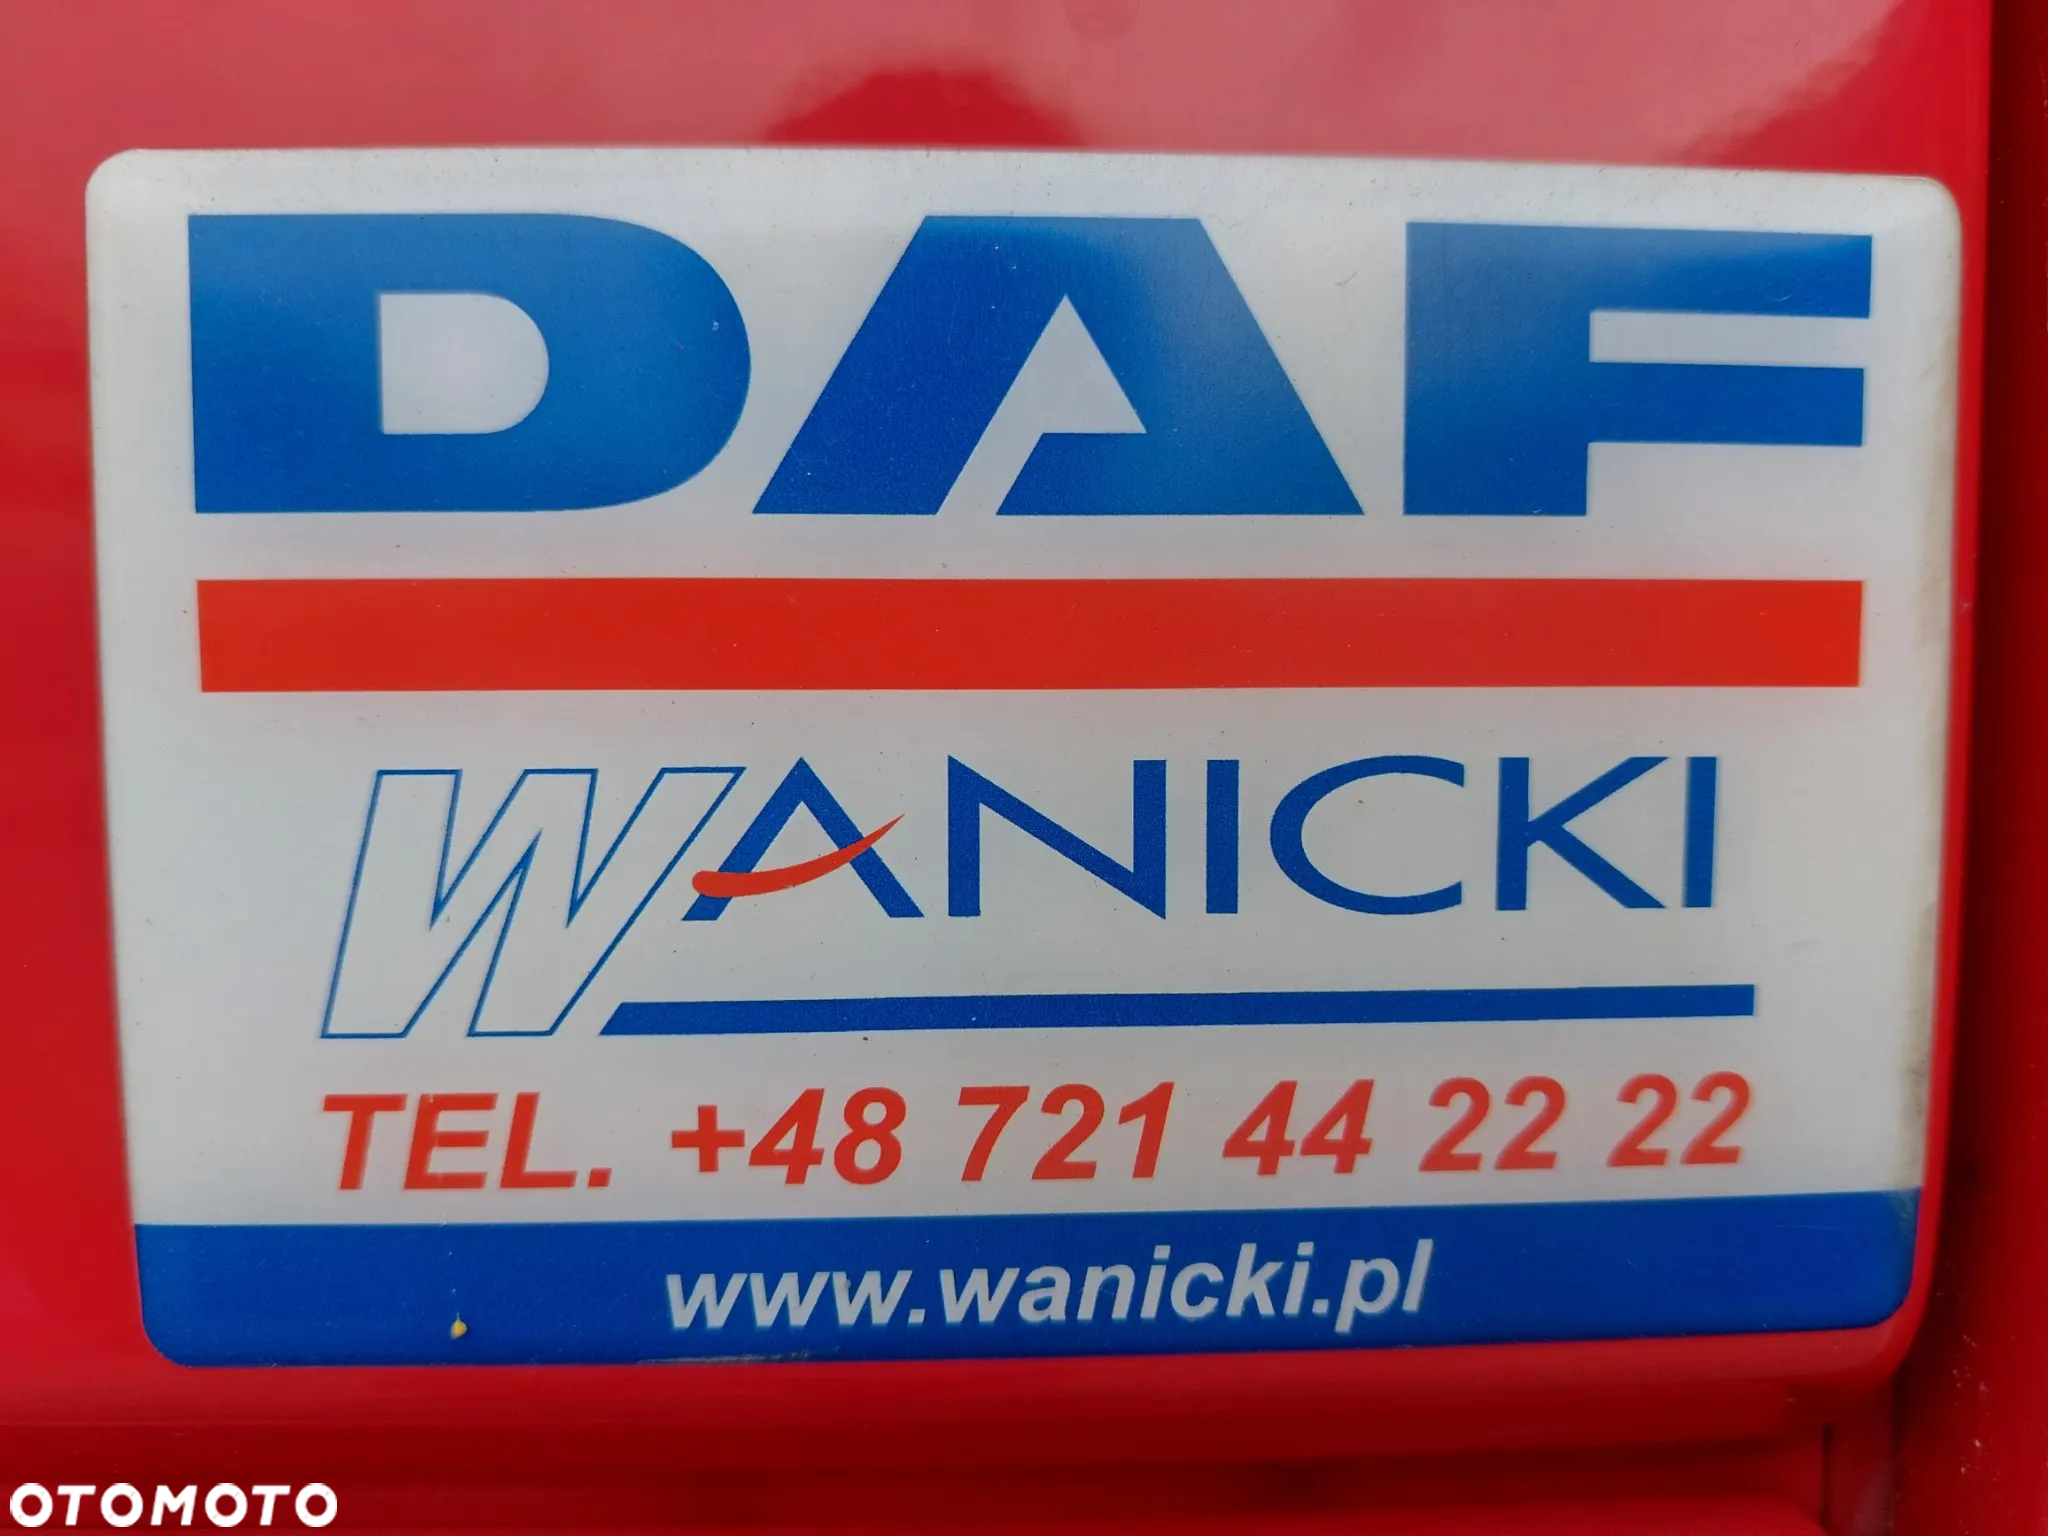 DAF
WANICKI
TEL. +48 721 44 22 22
www.wanicki.pl
OTOMOTO